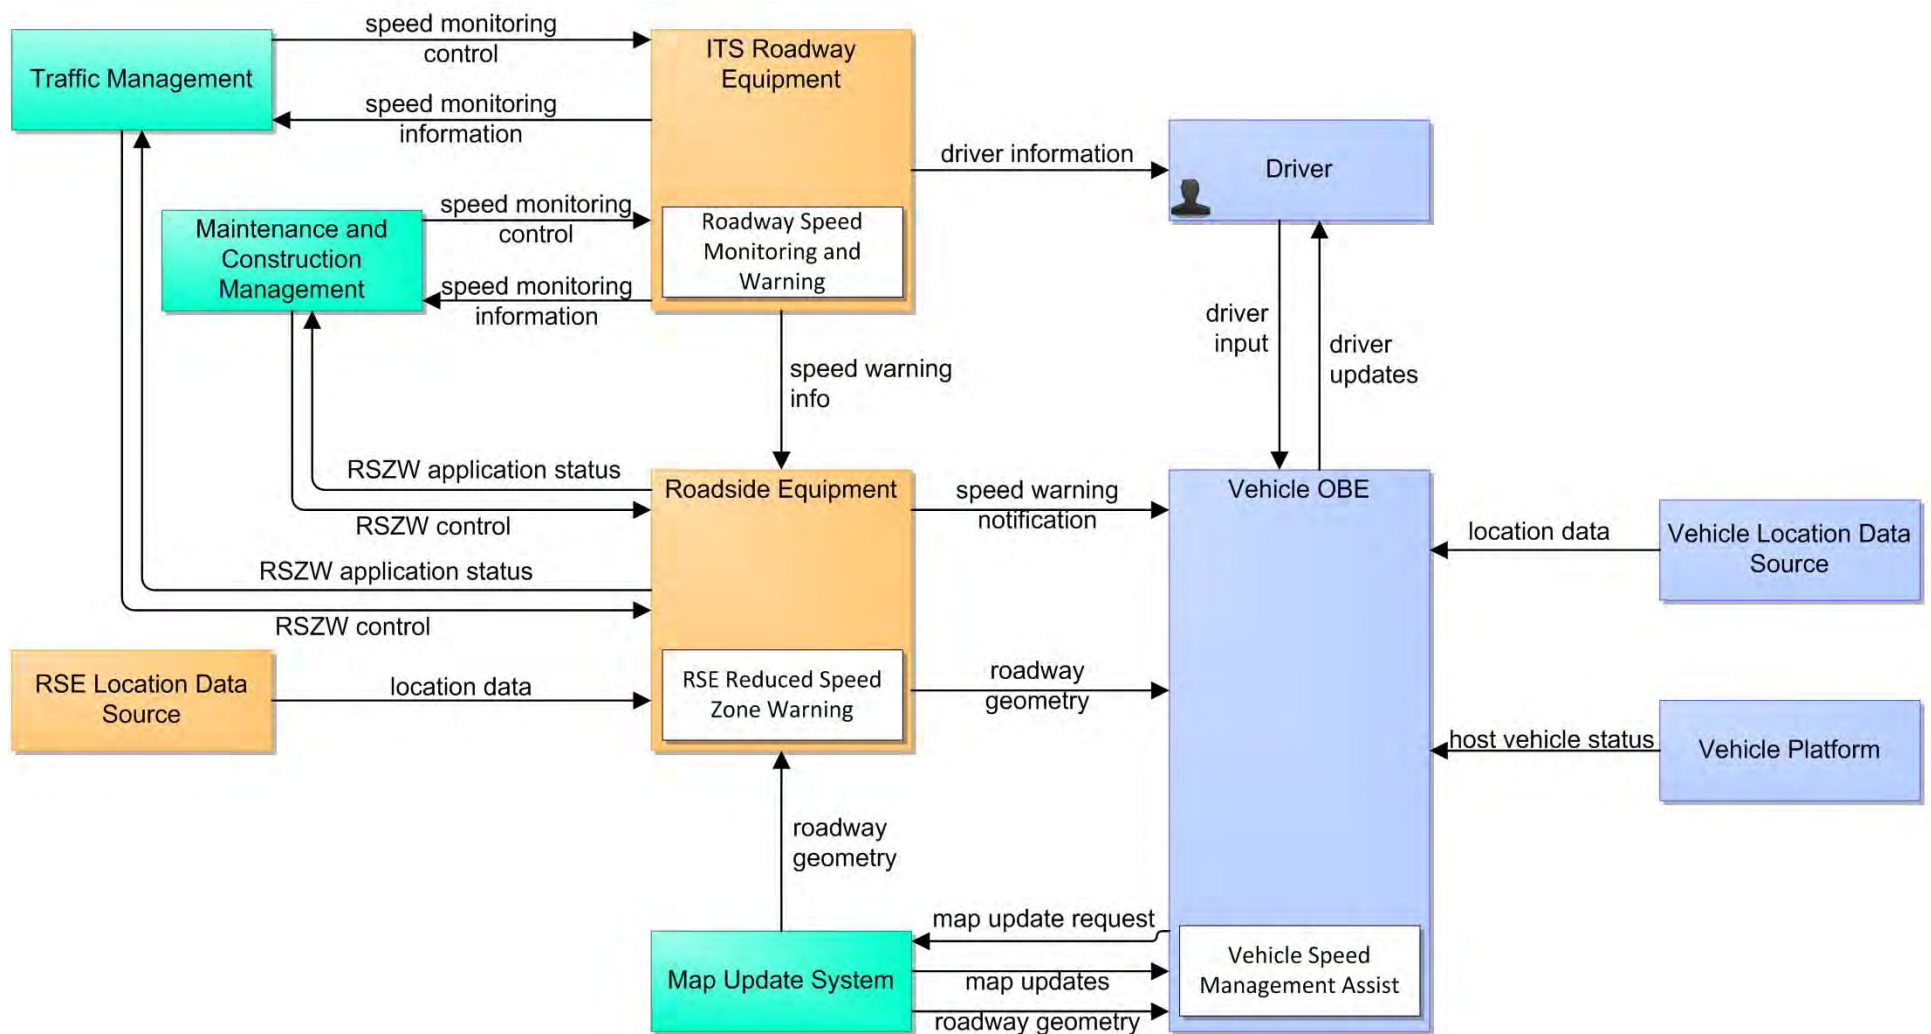 speed monitoring
control
ITS Roadway
Equipment
Traffic Management
speed monitoring
information
driver information
Driver
speed monitoring
control
Roadway Speed
Monitoring and
Warning
Maintenance and
Construction
Management
speed monitoring
information
driver
input
driver
updates
speed warning
info
RSZW application status
Roadside Equipment
speed warning
notification
Vehicle OBE
RSZW control
location data
Vehicle Location Data
Source
RSZW application status
RSZW control
RSE Location Data
Source
location data
RSE Reduced Speed
Zone Warning
roadway
geometry
host vehicle status
Vehicle Platform
roadway
geometry
map update request
Map Update System
map updates
Vehicle Speed
Management Assist
roadway geometry